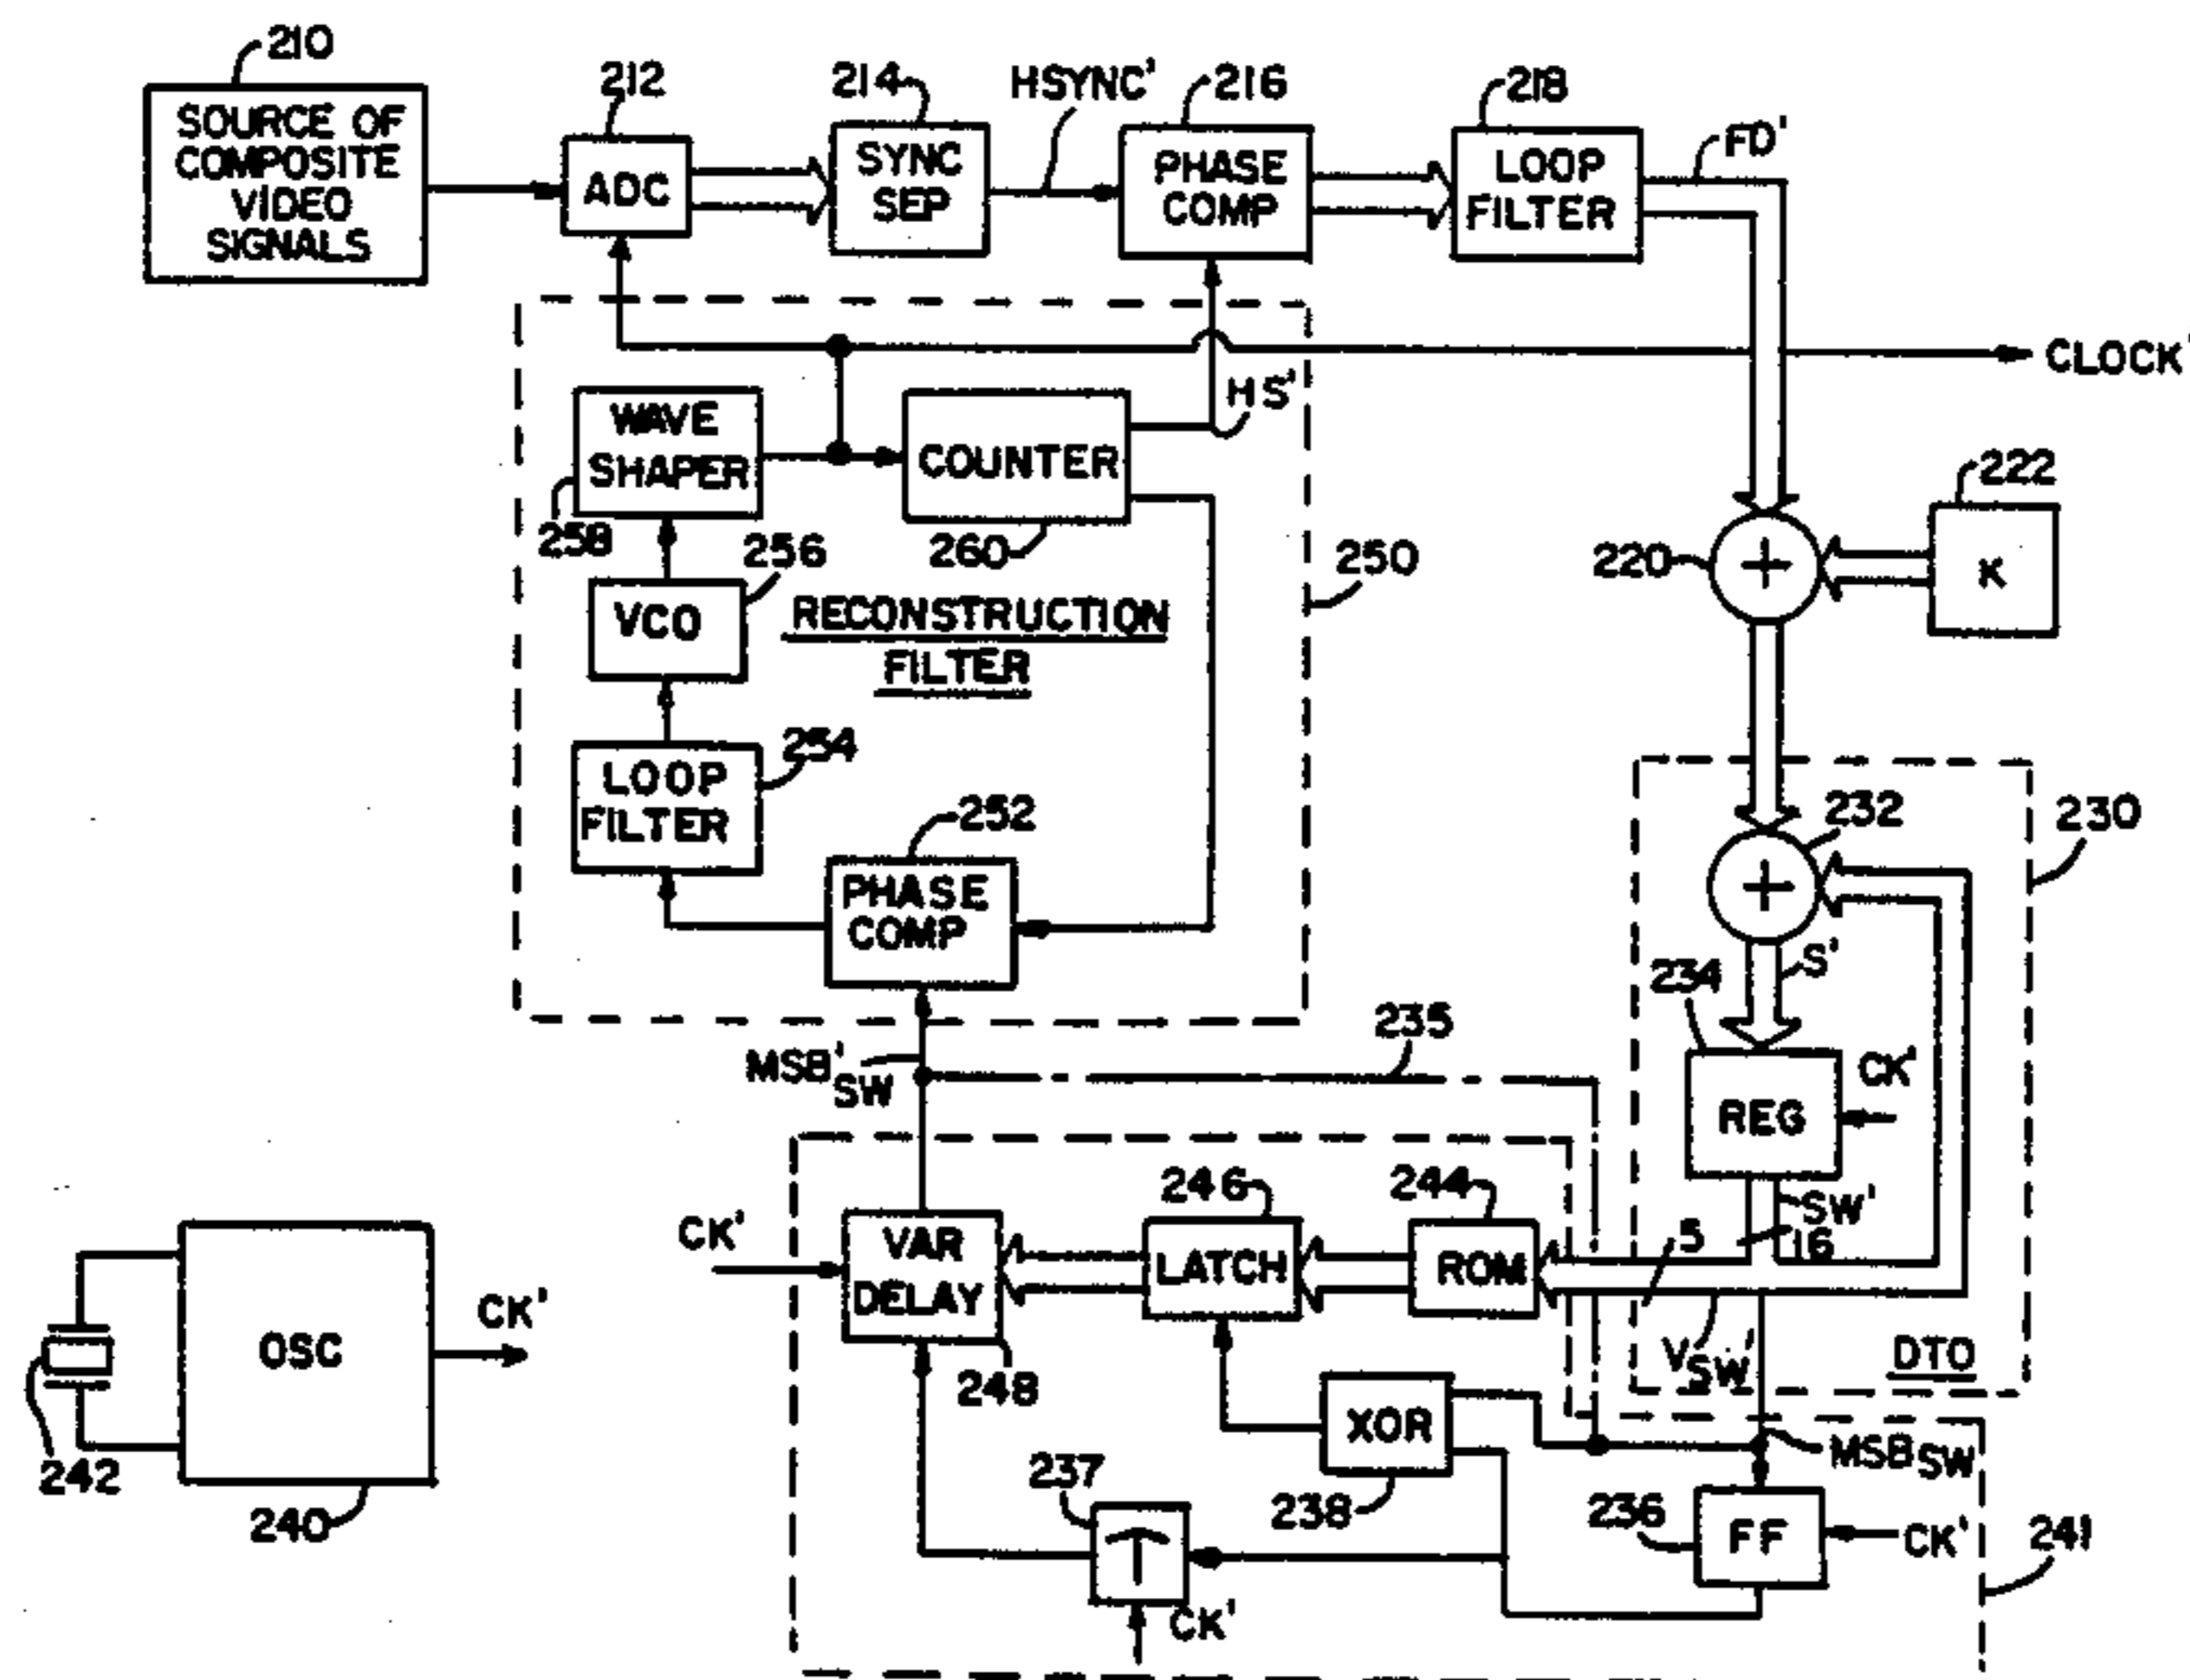 210
SOURCE OF
COMPOSITE
VIDEO
SIGNALS
212
ADC
214
SYNC
SEP
HSYNC'
216
PHASE
COMP
218
LOOP
FILTER
FD'
CLOCK'
WAVE
SHAPER
258
COUNTER
260
HS'
250
222
K
220
+
256
VCO
RECONSTRUCTION
FILTER
254
LOOP
FILTER
252
PHASE
COMP
232
+
230
S'
234
REG
CK'
SW'
16
5
V'SW
DTO
235
MSB'SW
CK'
VAR
DELAY
248
246
LATCH
244
ROM
OSC
CK'
242
240
XOR
238
237
T
CK'
MSBSW
236
FF
CK'
241